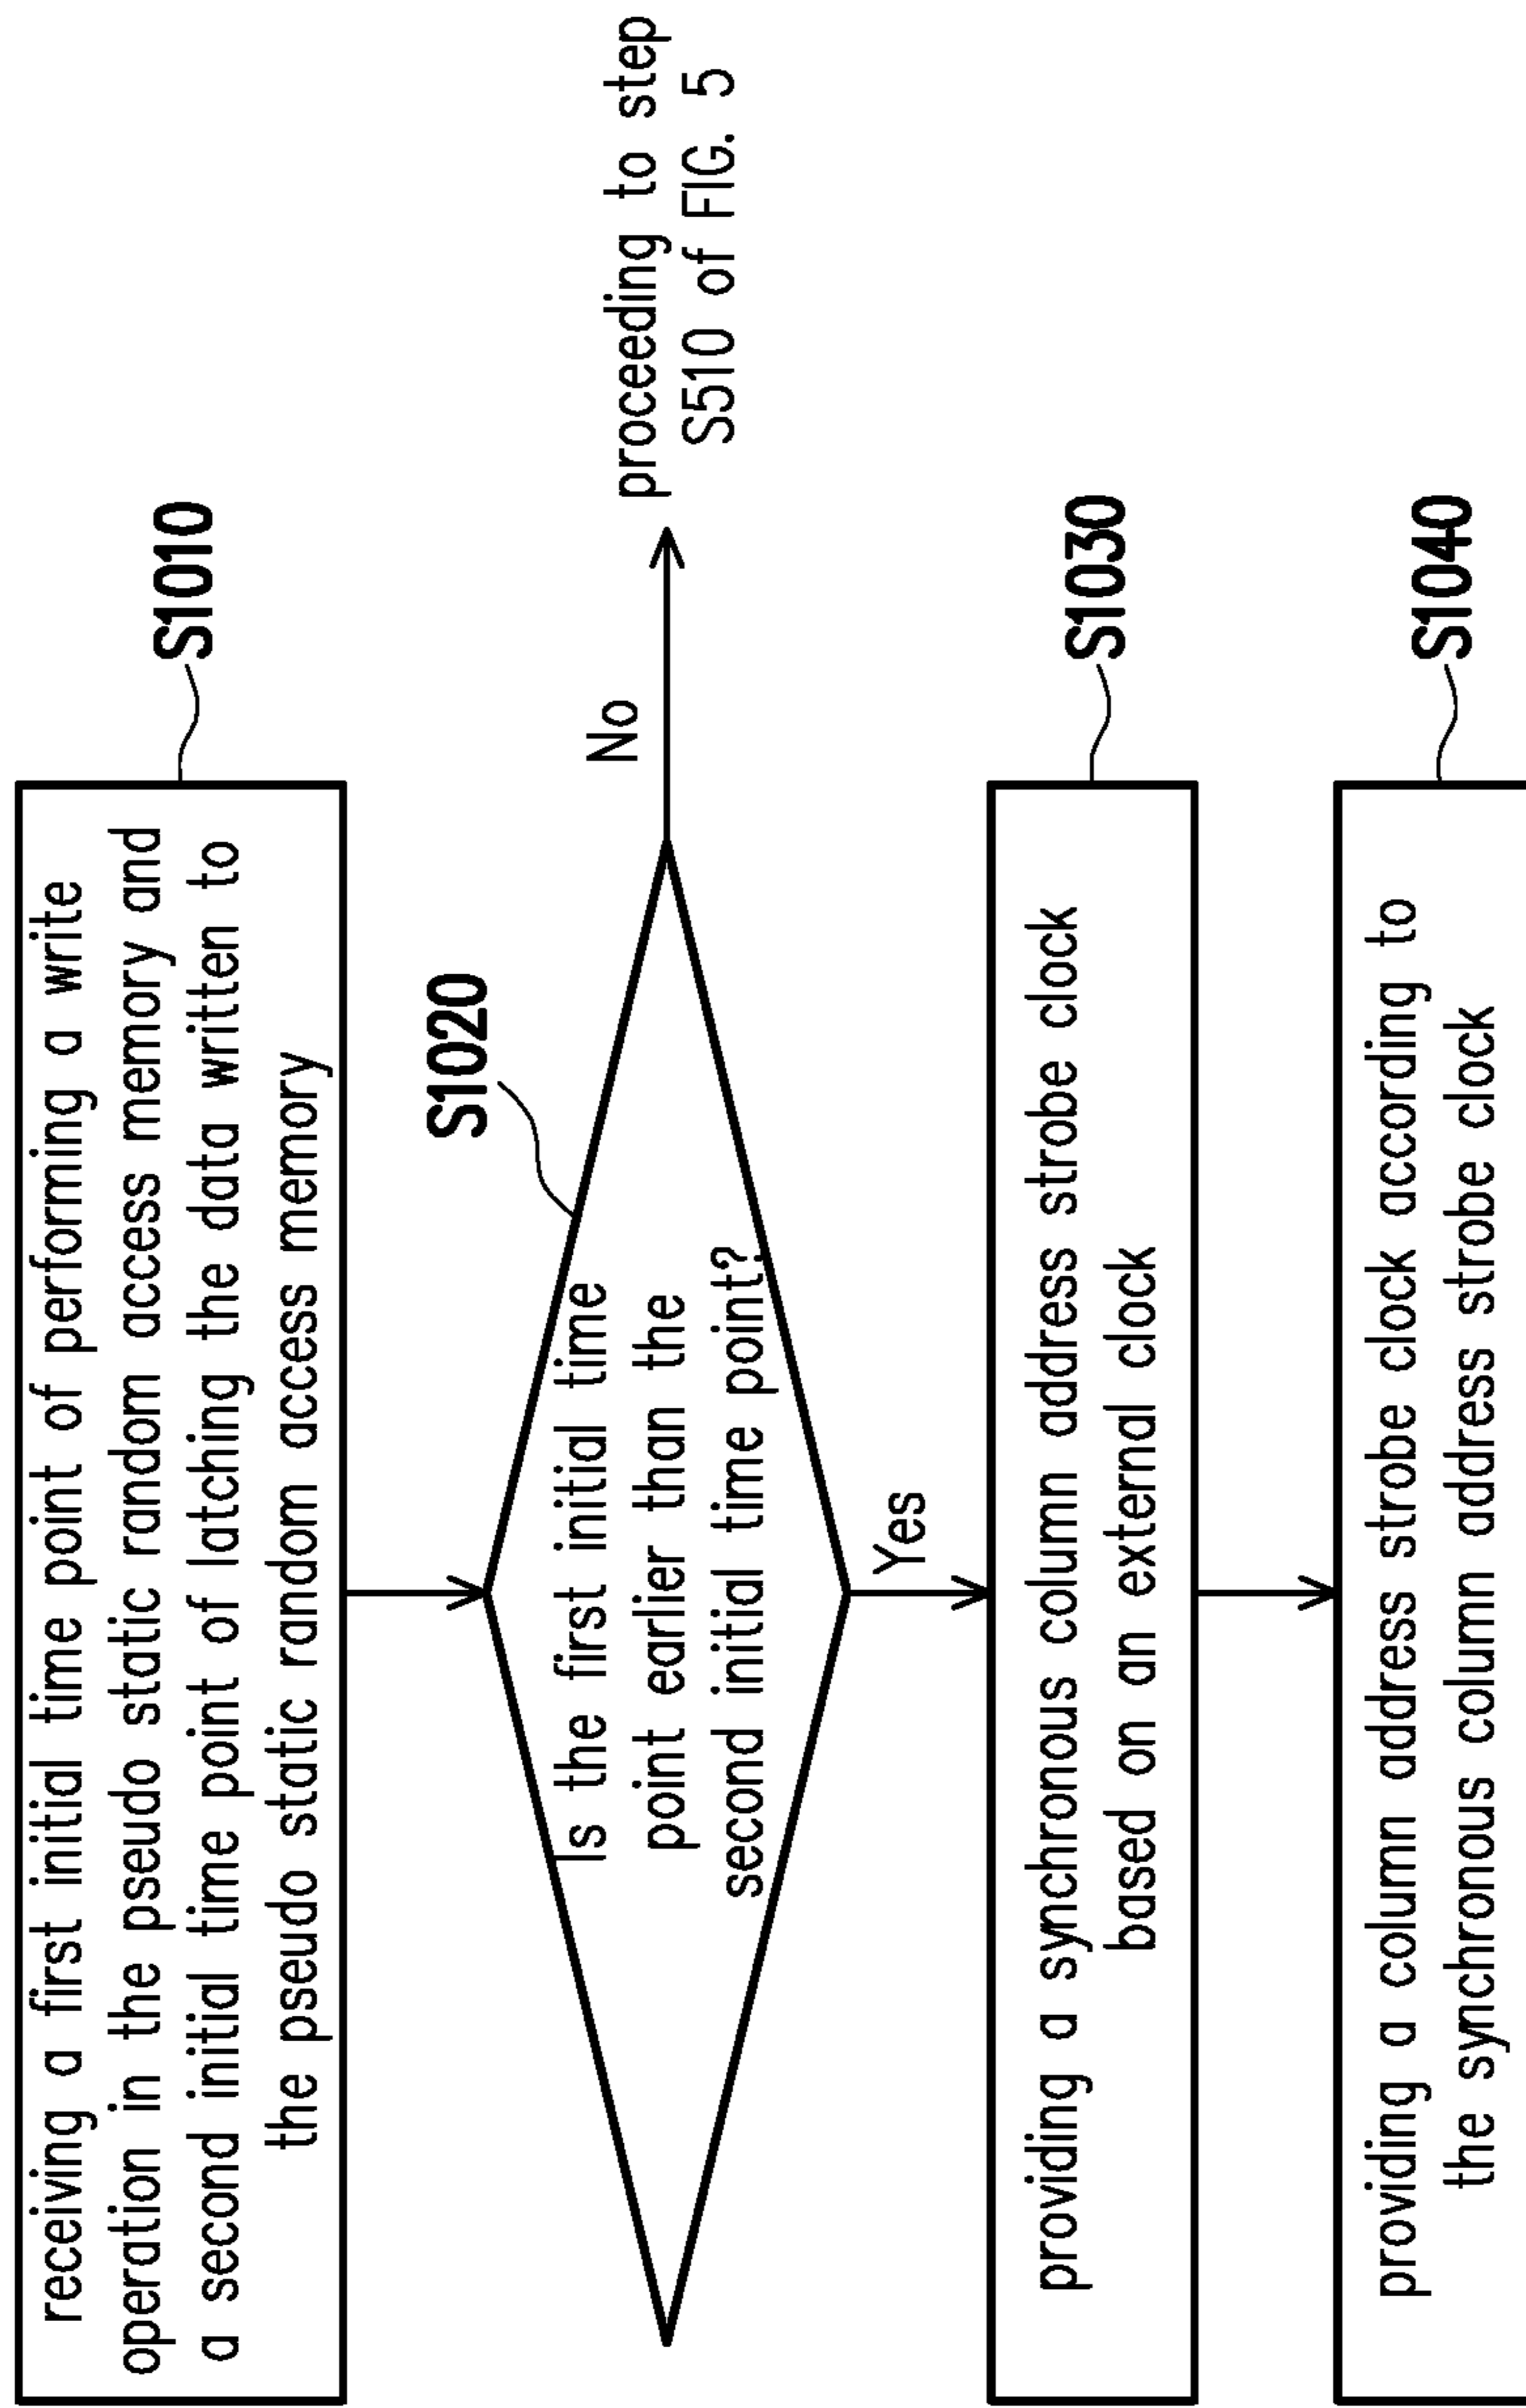 receiving a first initial time point of performing a write
operation in the pseudo static random access memory and
a second initial time point of latching the data written to
the pseudo static random access memory
S1010
S1020
Is the first initial time
point earlier than the
second initial time point?
No
proceeding to step
S510 of FIG. 5
Yes
providing a synchronous column address strobe clock
based on an external clock
S1030
providing a column address strobe clock according to
the synchronous column address strobe clock
S1040